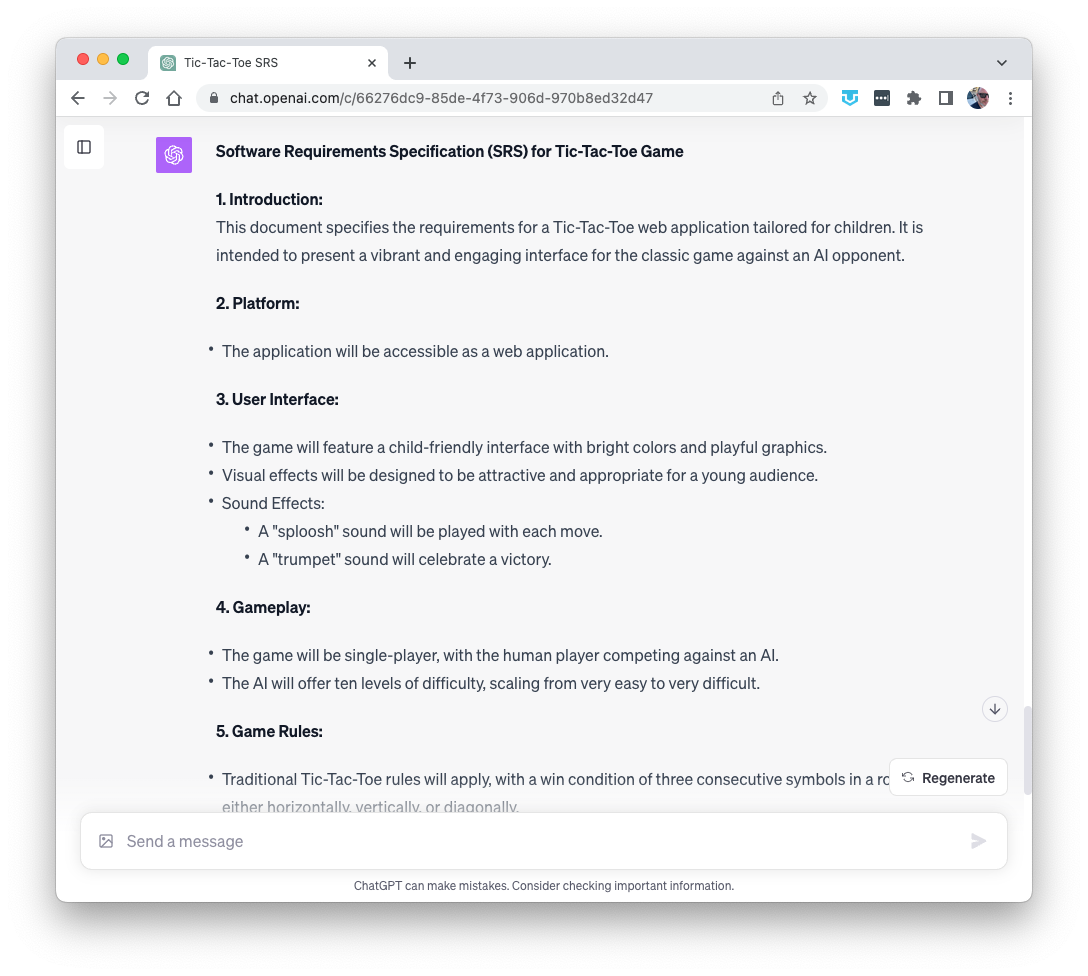 Tic-Tac-Toe SRS
chat.openai.com/c/66276dc9-85de-4f73-906d-970b8ed32d47
Software Requirements Specification (SRS) for Tic-Tac-Toe Game
1. Introduction:
This document specifies the requirements for a Tic-Tac-Toe web application tailored for children. It is
intended to present a vibrant and engaging interface for the classic game against an AI opponent.
2. Platform:
• The application will be accessible as a web application.
3. User Interface:
• The game will feature a child-friendly interface with bright colors and playful graphics.
• Visual effects will be designed to be attractive and appropriate for a young audience.
• Sound Effects:
• A "sploosh" sound will be played with each move.
• A "trumpet" sound will celebrate a victory.
4. Gameplay:
• The game will be single-player, with the human player competing against an AI.
• The AI will offer ten levels of difficulty, scaling from very easy to very difficult.
5. Game Rules:
• Traditional Tic-Tac-Toe rules will apply, with a win condition of three consecutive symbols in a
either horizontally, vertically, or diagonally.
Regenerate
Send a message
ChatGPT can make mistakes. Consider checking important information.